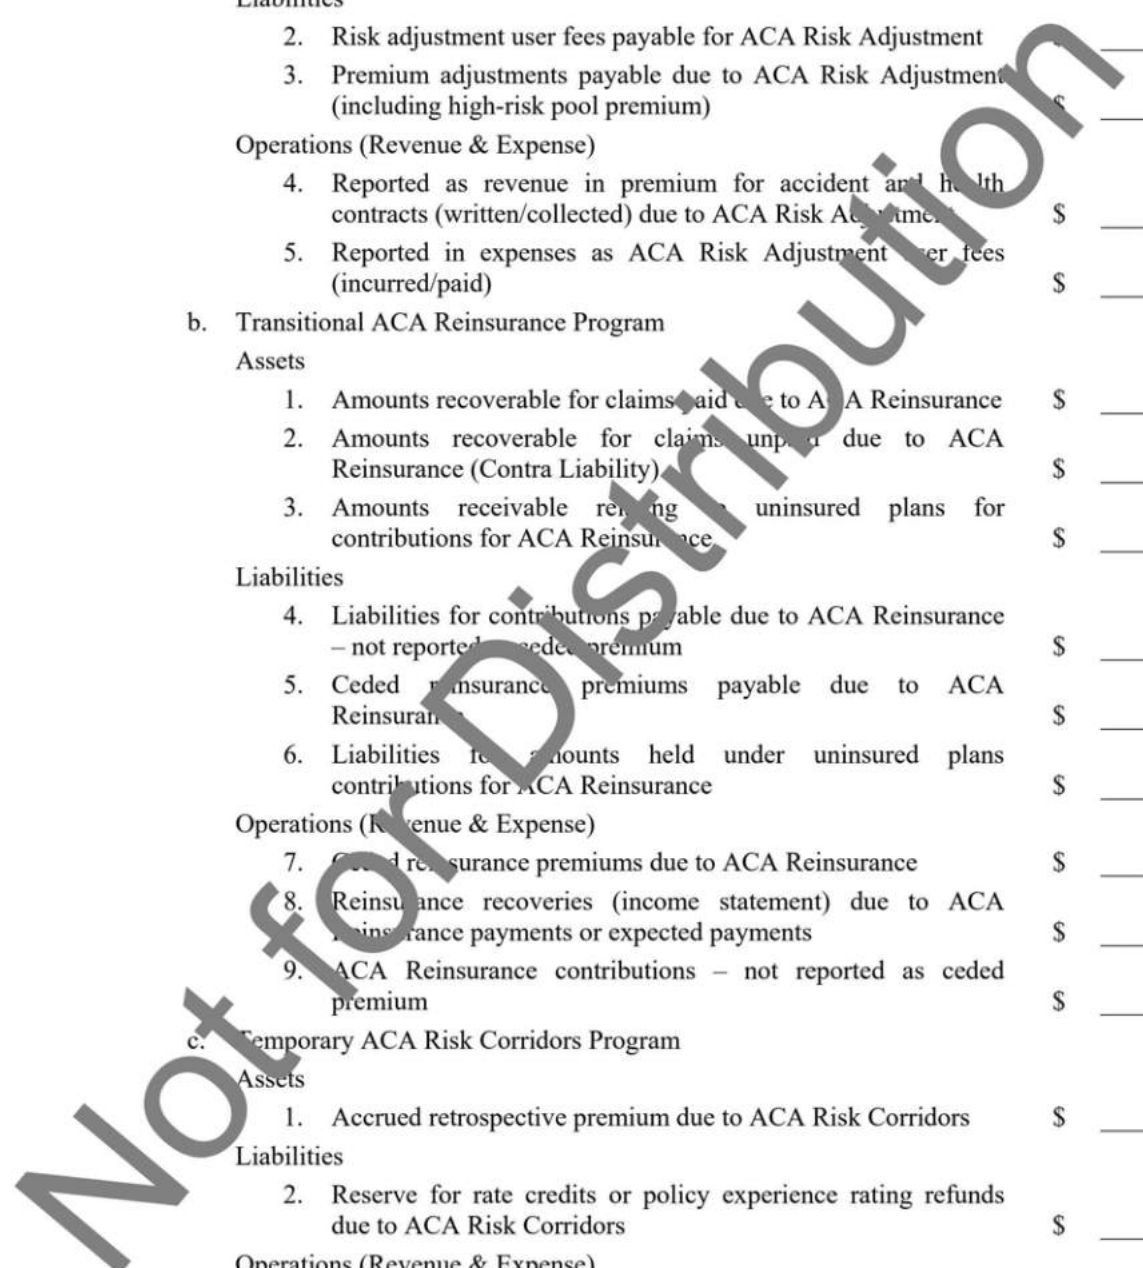 Liabilities
2. Risk adjustment user fees payable for ACA Risk Adjustment
3. Premium adjustments payable due to ACA Risk Adjustment
(including high-risk pool premium) $
Operations (Revenue & Expense)
4. Reported as revenue in premium for accident and health
contracts (written/collected) due to ACA Risk Adjustment $
5. Reported in expenses as ACA Risk Adjustment user fees
(incurred/paid) $
b. Transitional ACA Reinsurance Program
Assets
1. Amounts recoverable for claims paid due to ACA Reinsurance $
2. Amounts recoverable for claims unpaid due to ACA
Reinsurance (Contra Liability) $
3. Amounts receivable relating uninsured plans for
contributions for ACA Reinsurance $
Liabilities
4. Liabilities for contributions payable due to ACA Reinsurance
– not reported ceded premium $
5. Ceded reinsurance premiums payable due to ACA
Reinsurance $
6. Liabilities for amounts held under uninsured plans
contributions for ACA Reinsurance $
Operations (Revenue & Expense)
7. Ceded reinsurance premiums due to ACA Reinsurance $
8. Reinsurance recoveries (income statement) due to ACA
Reinsurance payments or expected payments $
9. ACA Reinsurance contributions – not reported as ceded
premium $
c. Temporary ACA Risk Corridors Program
Assets
1. Accrued retrospective premium due to ACA Risk Corridors $
Liabilities
2. Reserve for rate credits or policy experience rating refunds
due to ACA Risk Corridors $
Operations (Revenue & Expense)
Not for Distribution